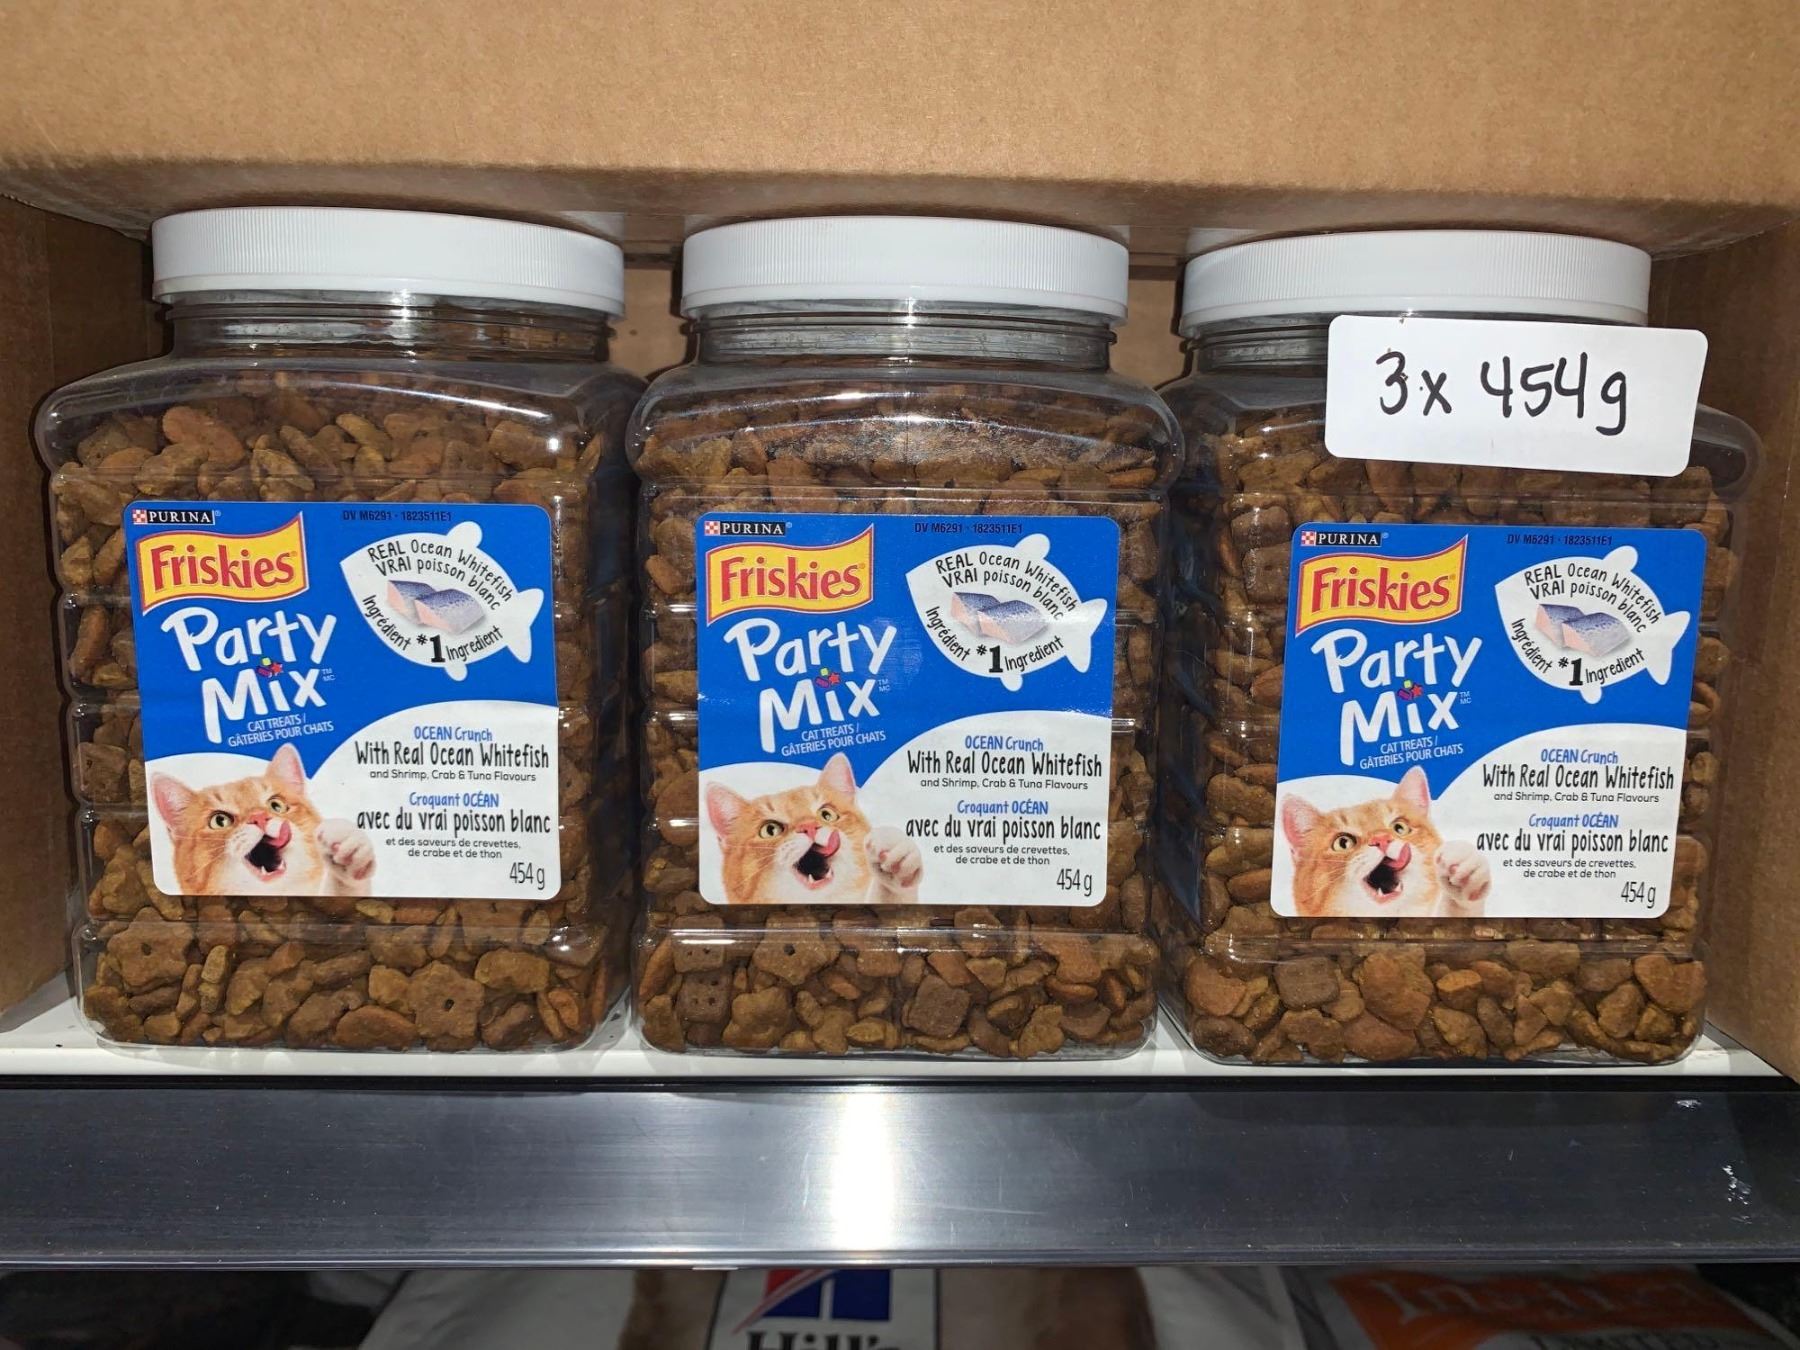 3x 454g
PURINA
DV M6291 - 1823511E1
Friskies
REAL Ocean Whitefish
VRAI poisson blanc
Ingrédient #1 Ingredient
Party
Mix TM MC
CAT TREATS /
GÂTERIES POUR CHATS
OCEAN Crunch
With Real Ocean Whitefish
and Shrimp, Crab & Tuna Flavours
Croquant OCÉAN
avec du vrai poisson blanc
et des saveurs de crevettes,
de crabe et de thon
454 g
PURINA
DV M6291 - 1823511E1
Friskies
REAL Ocean Whitefish
VRAI poisson blanc
Ingrédient #1 Ingredient
Party
Mix TM MC
CAT TREATS /
GÂTERIES POUR CHATS
OCEAN Crunch
With Real Ocean Whitefish
and Shrimp, Crab & Tuna Flavours
Croquant OCÉAN
avec du vrai poisson blanc
et des saveurs de crevettes,
de crabe et de thon
454 g
PURINA
DV M6291 - 1823511E1
Friskies
REAL Ocean Whitefish
VRAI poisson blanc
Ingrédient #1 Ingredient
Party
Mix TM MC
CAT TREATS /
GÂTERIES POUR CHATS
OCEAN Crunch
With Real Ocean Whitefish
and Shrimp, Crab & Tuna Flavours
Croquant OCÉAN
avec du vrai poisson blanc
et des saveurs de crevettes,
de crabe et de thon
454 g
Hill's